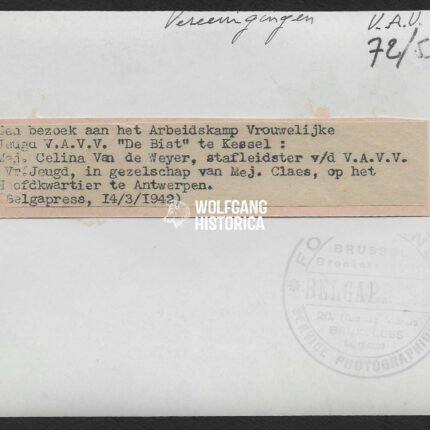 Vereenigingen V.A.V.
72/5
Een bezoek aan het Arbeidskamp Vrouwelijke
Jeugd V.A.V.V. "De Bist" te Kessel :
Mej. Celina Van de Weyer, stafleidster v/d V.A.V.V.
Vr.Jeugd, in gezelschap van Mej. Claes, op het
Hoofdkwartier te Antwerpen.
(Belgapress, 14/3/1942)
WOLFGANG
HISTORICA
BRUSSEL
BELGAPRESS
BRUXELLES
SERVICE PHOTOGRAPHIQUE